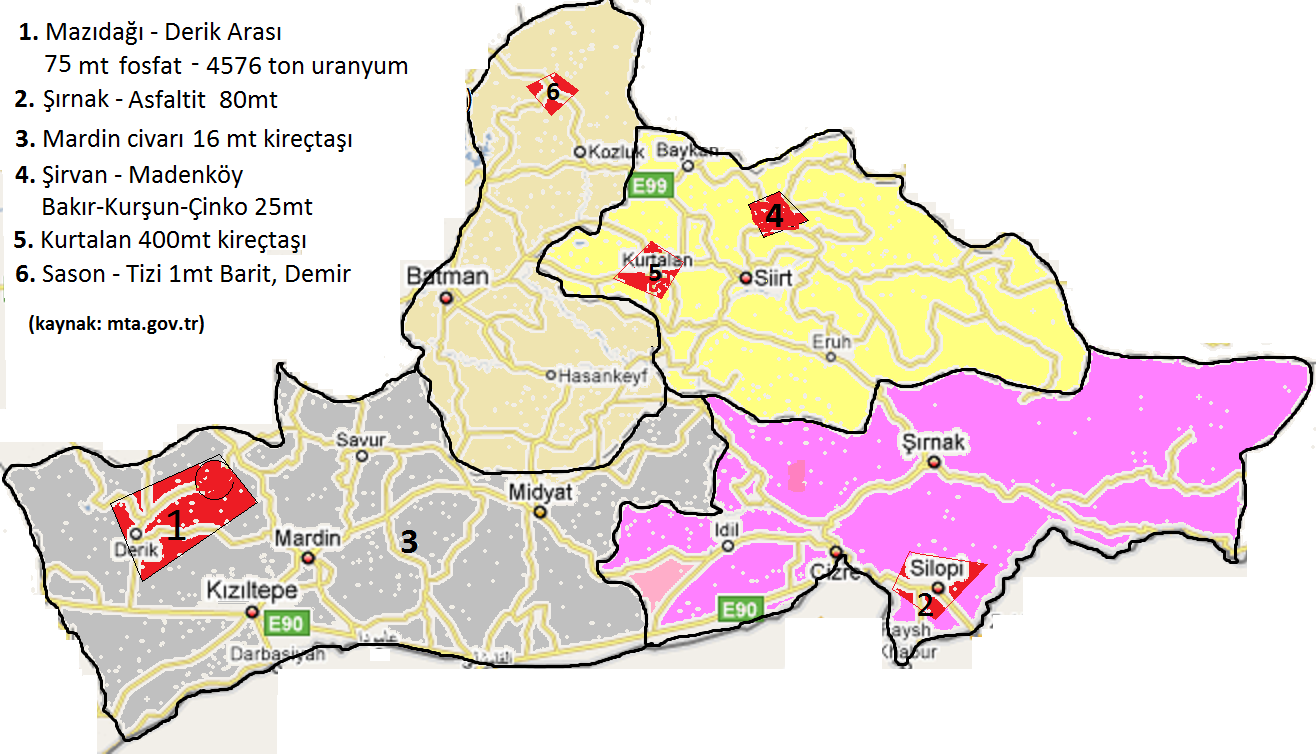 1. Mazıdağı - Derik Arası
75 mt fosfat - 4576 ton uranyum
2. Şırnak - Asfaltit 80mt
3. Mardin civarı 16 mt kireçtaşı
4. Şirvan - Madenköy
Bakır-Kurşun-Çinko 25mt
5. Kurtalan 400mt kireçtaşı
6. Sason - Tizi 1mt Barit, Demir
(kaynak: mta.gov.tr)
6
Kozluk
Baykan
E99
4
Kurtalan
5
Siirt
Batman
Eruh
Hasankeyf
Savur
Şırnak
Midyat
1
Derik
Mardin
3
İdil
Cizre
Silopi
2
Kızıltepe
E90
E90
Darbasiyah